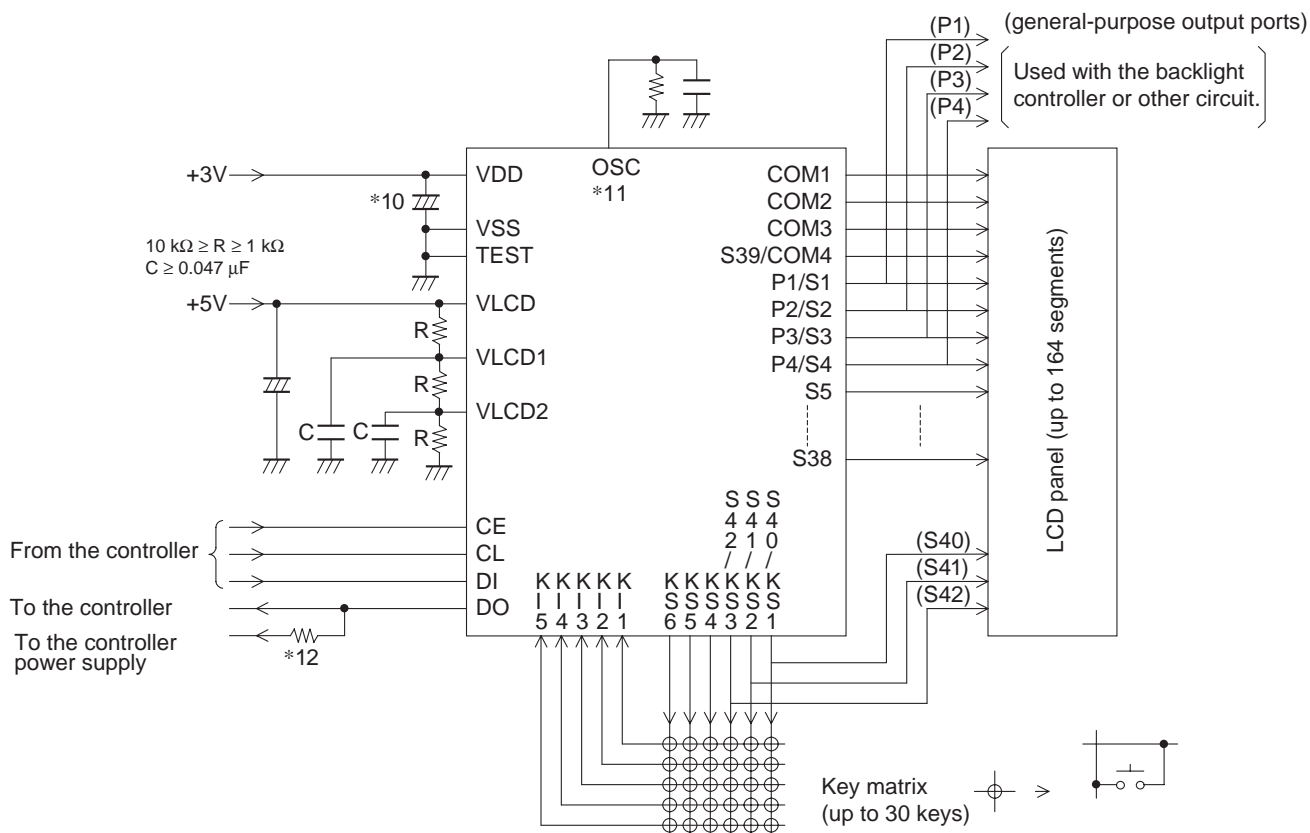 (P1)
(general-purpose output ports)
(P2)
(P3)
(P4)
Used with the backlight
controller or other circuit.
+3V
VDD
OSC
*11
COM1
*10
COM2
VSS
COM3
10 kΩ ≥ R ≥ 1 kΩ
C ≥ 0.047 µF
TEST
S39/COM4
P1/S1
+5V
VLCD
P2/S2
R
P3/S3
VLCD1
P4/S4
R
S5
VLCD2
C
C
R
S38
LCD panel (up to 164 segments)
CE
From the controller
CL
DI
To the controller
DO
To the controller
power supply
*12
KI5
KI4
KI3
KI2
KI1
KS6
KS5
KS4
S42/KS3
S41/KS2
S40/KS1
(S40)
(S41)
(S42)
Key matrix
(up to 30 keys)